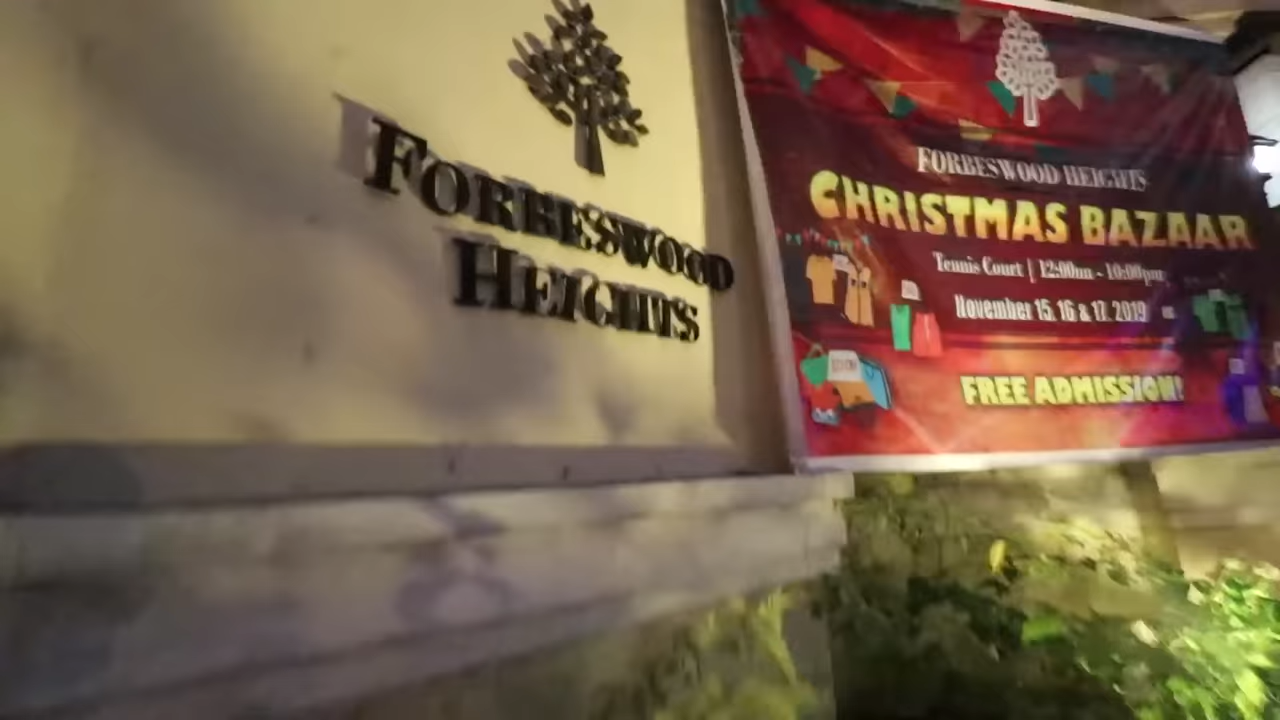 FORBESWOOD
HEIGHTS
FORBESWOOD HEIGHTS
CHRISTMAS BAZAAR
Tennis Court | 12:00nn - 10:00pm
November 15, 16 & 17, 2019
FREE ADMISSION!